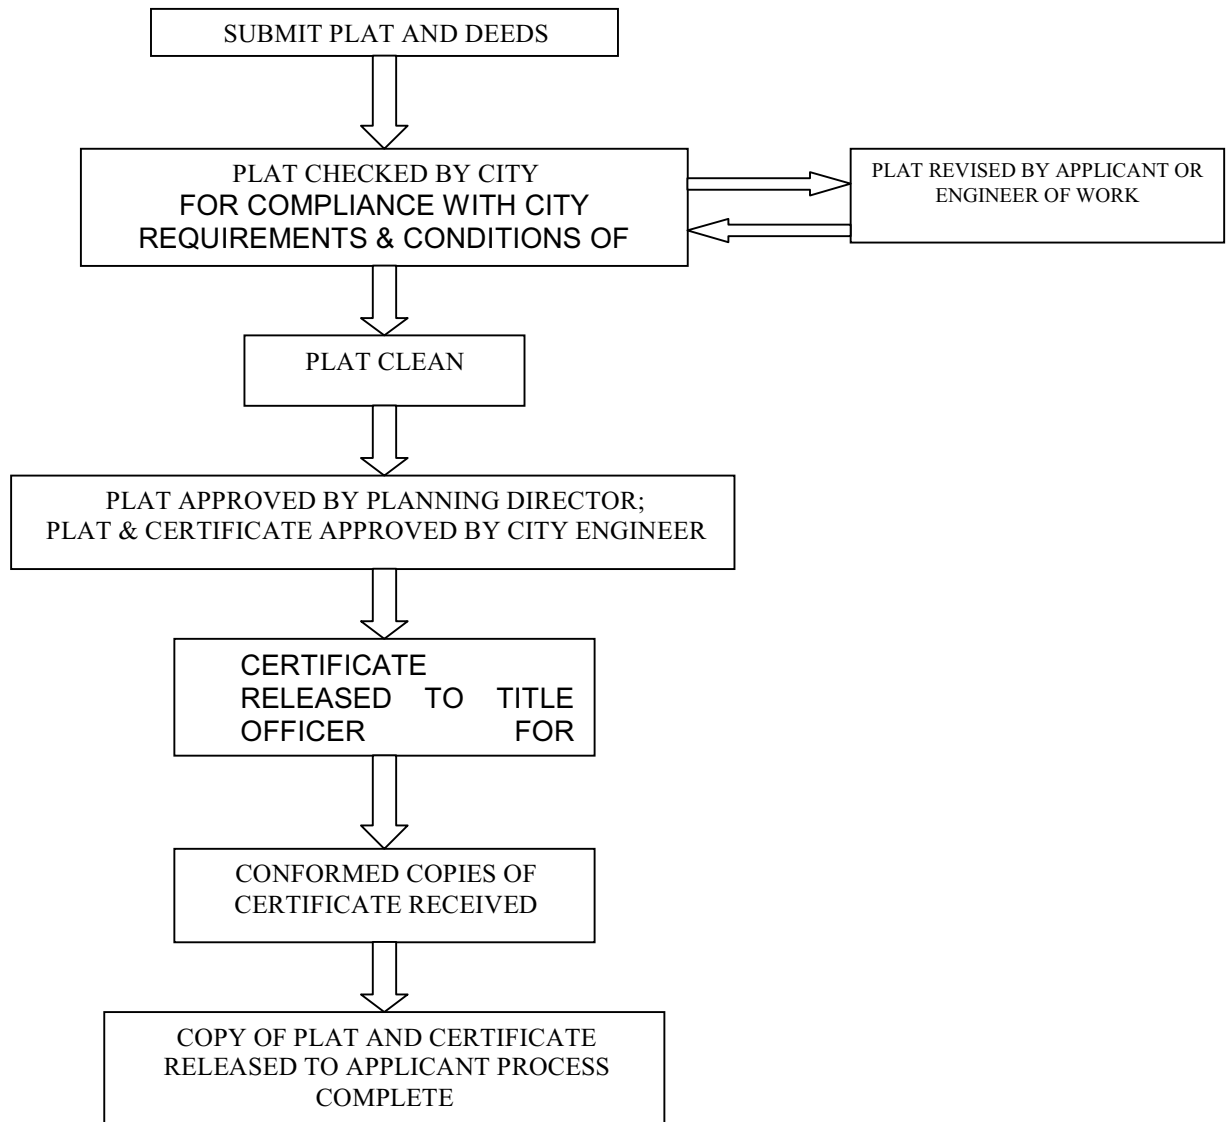 SUBMIT PLAT AND DEEDS
PLAT CHECKED BY CITY
FOR COMPLIANCE WITH CITY
REQUIREMENTS & CONDITIONS OF
PLAT REVISED BY APPLICANT OR
ENGINEER OF WORK
PLAT CLEAN
PLAT APPROVED BY PLANNING DIRECTOR;
PLAT & CERTIFICATE APPROVED BY CITY ENGINEER
CERTIFICATE
RELEASED TO TITLE
OFFICER FOR
CONFORMED COPIES OF
CERTIFICATE RECEIVED
COPY OF PLAT AND CERTIFICATE
RELEASED TO APPLICANT PROCESS
COMPLETE